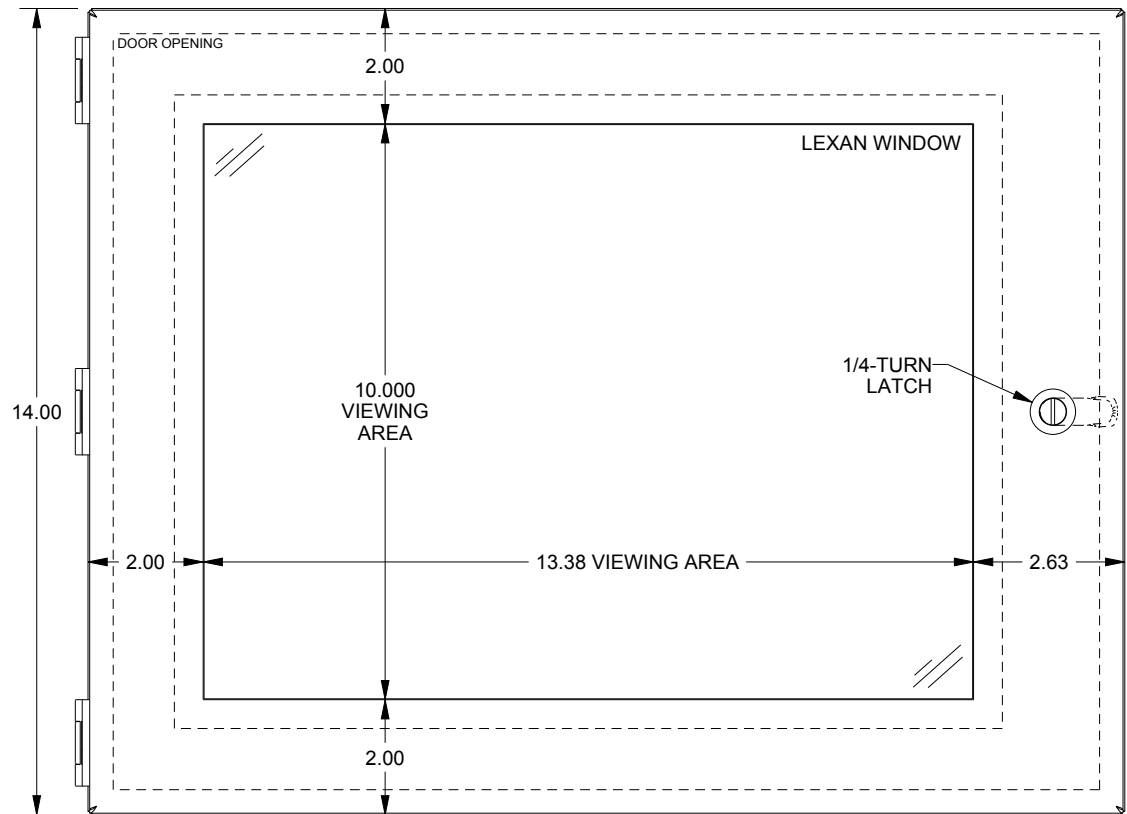 DOOR OPENING
2.00
LEXAN WINDOW
1/4-TURN
LATCH
10.000
VIEWING
AREA
14.00
2.00
13.38 VIEWING AREA
2.63
2.00